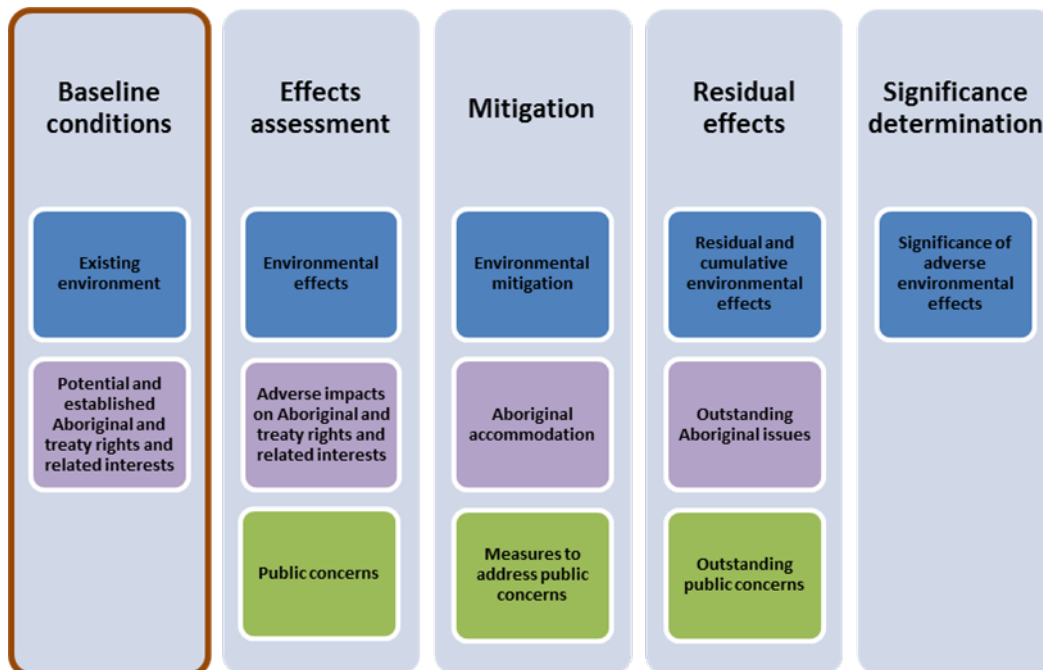 Baseline
conditions
Existing
environment
Potential and
established
Aboriginal and
treaty rights and
related interests
Effects
assessment
Environmental
effects
Adverse impacts
on Aboriginal and
treaty rights and
related interests
Public concerns
Mitigation
Environmental
mitigation
Aboriginal
accommodation
Measures to
address public
concerns
Residual
effects
Residual and
cumulative
environmental
effects
Outstanding
Aboriginal issues
Outstanding
public concerns
Significance
determination
Significance of
adverse
environmental
effects